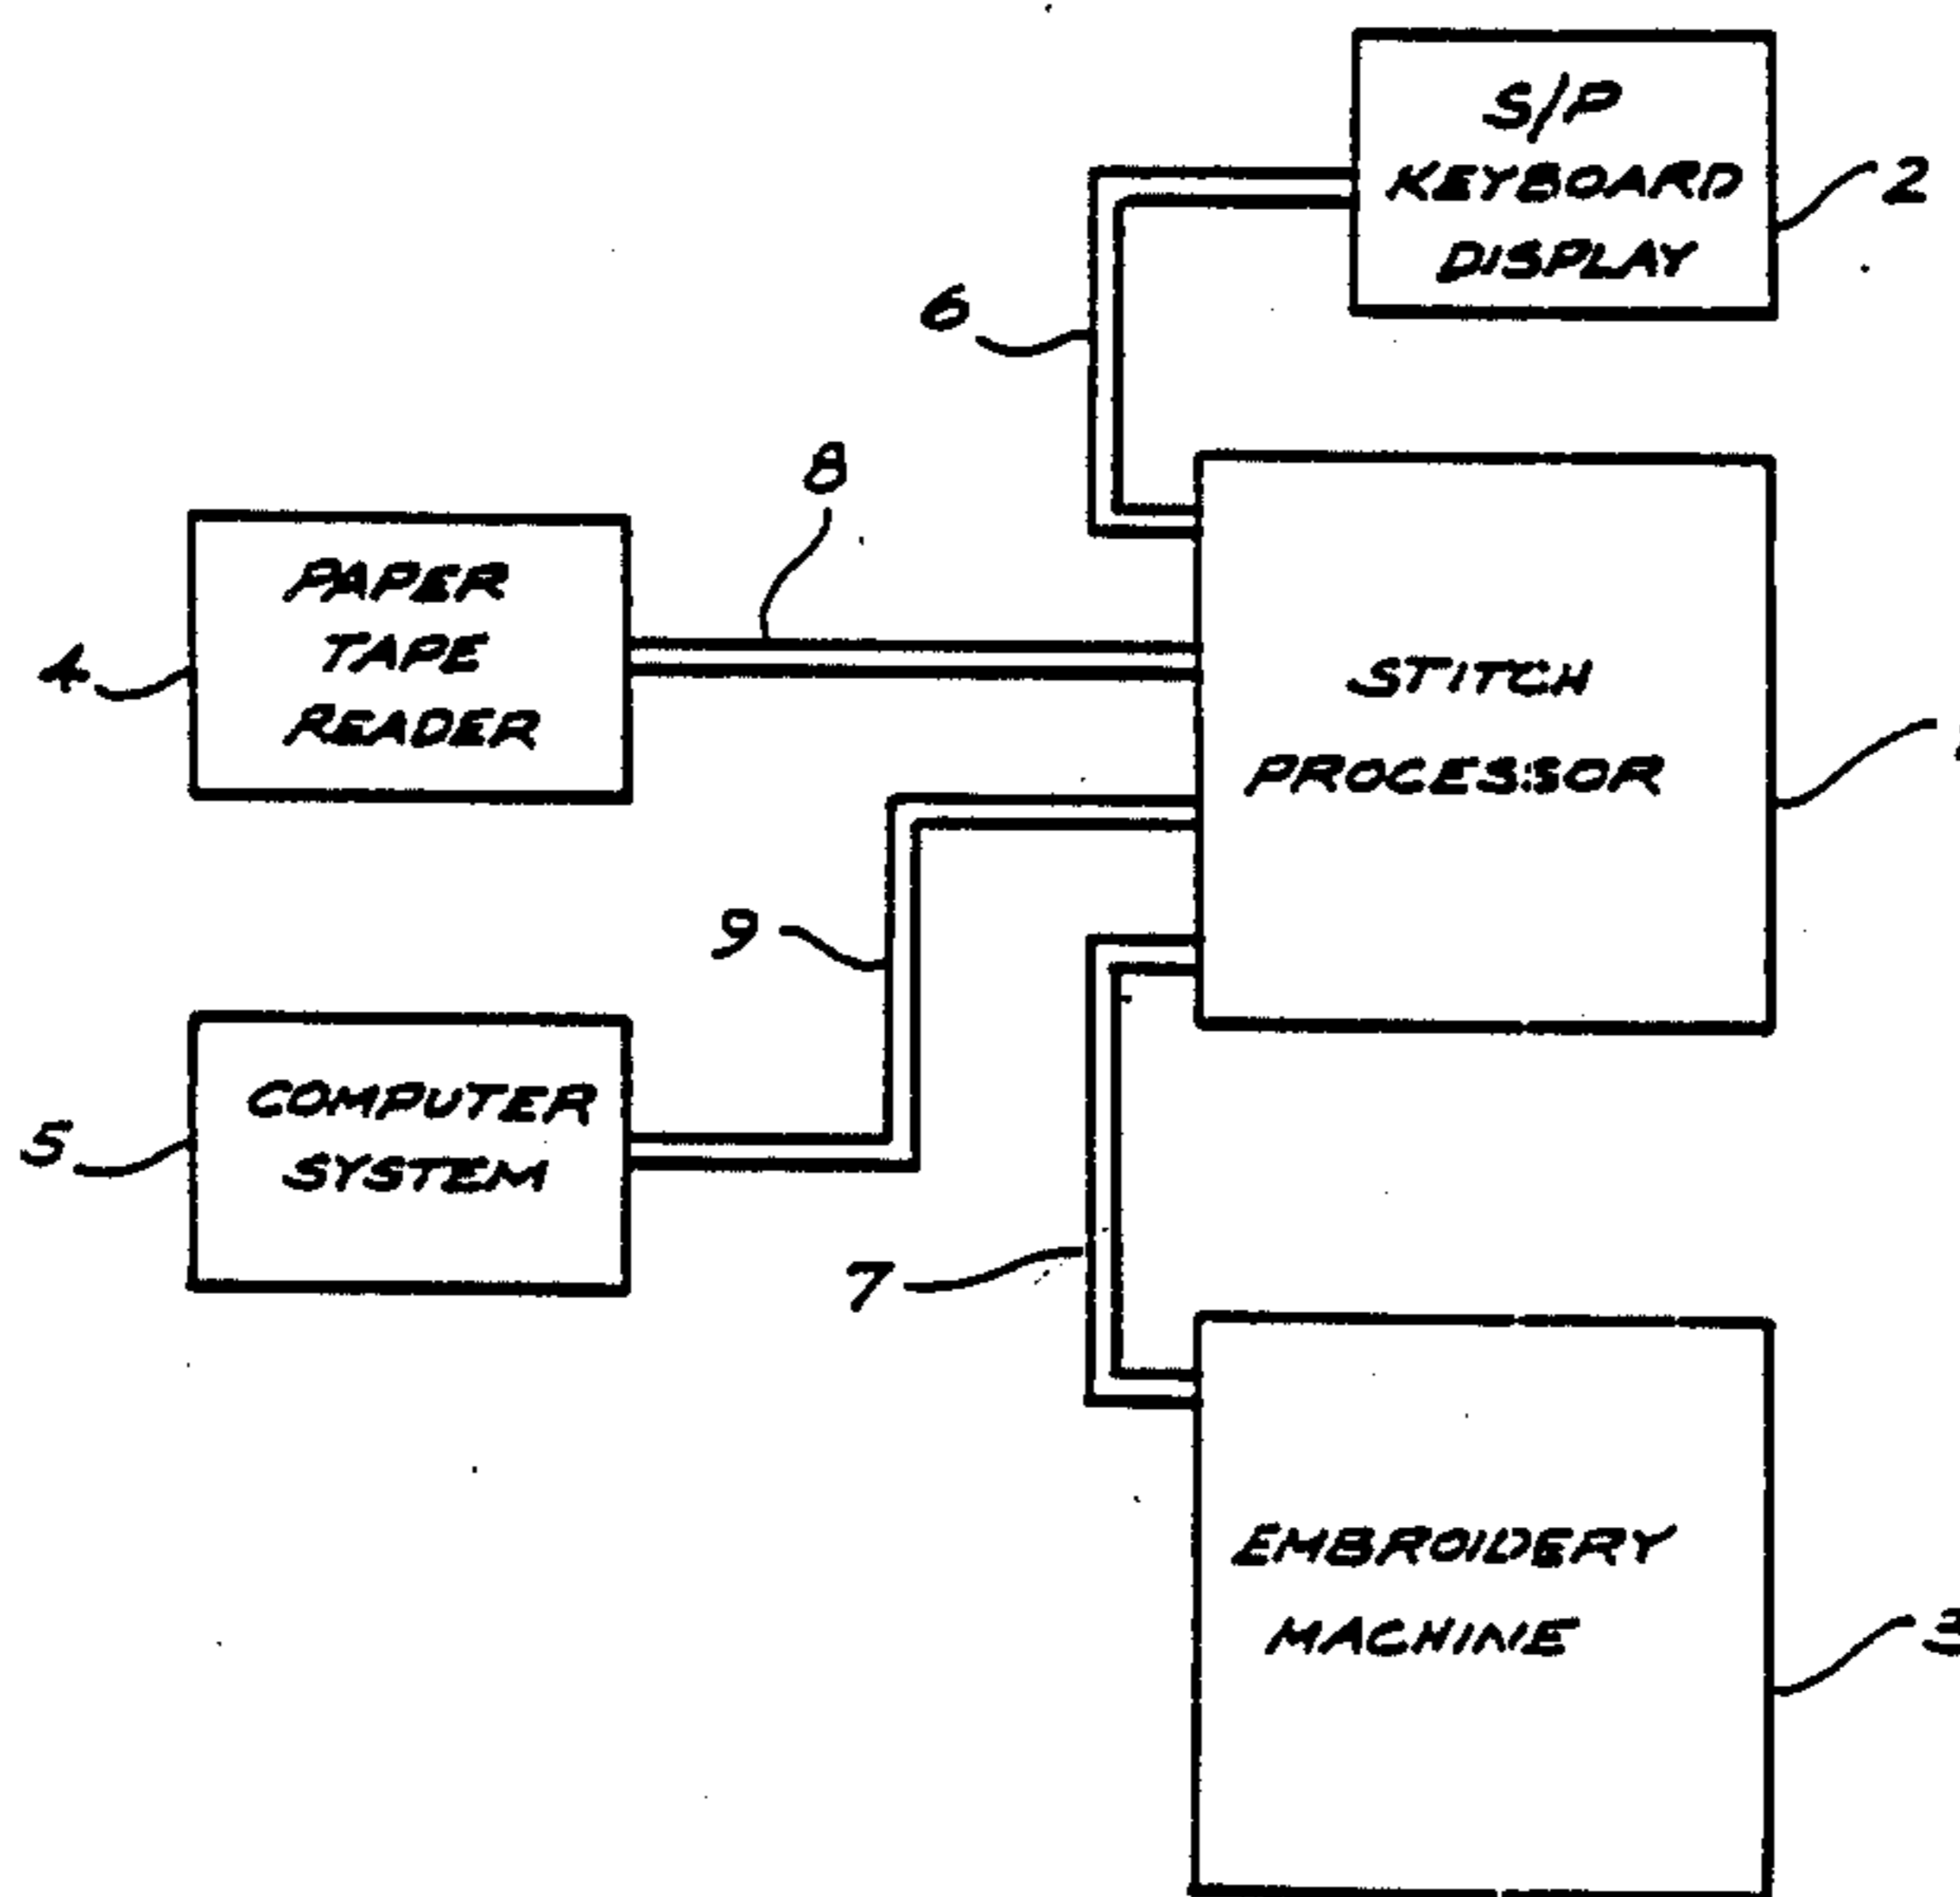 S/P
KEYBOARD
DISPLAY
2
6
8
PAPER
TAPE
READER
4
STITCH
PROCESSOR
9
COMPUTER
SYSTEM
5
7
EMBROIDERY
MACHINE
3